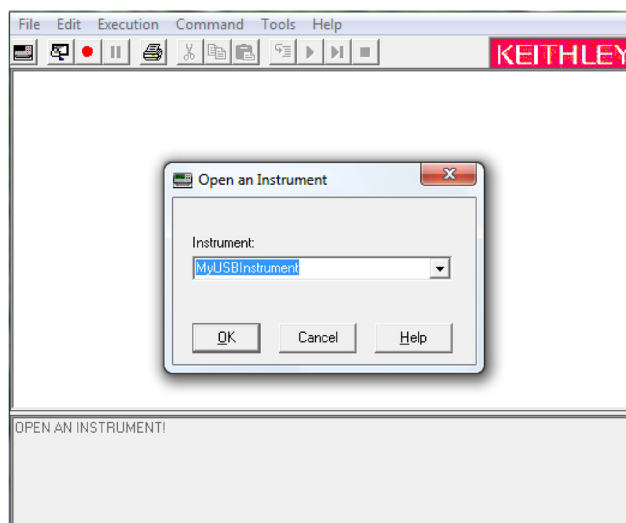 File Edit Execution Command Tools Help
KEITHLEY
Open an Instrument
Instrument:
MyUSBInstrument
OK Cancel Help
OPEN AN INSTRUMENT!